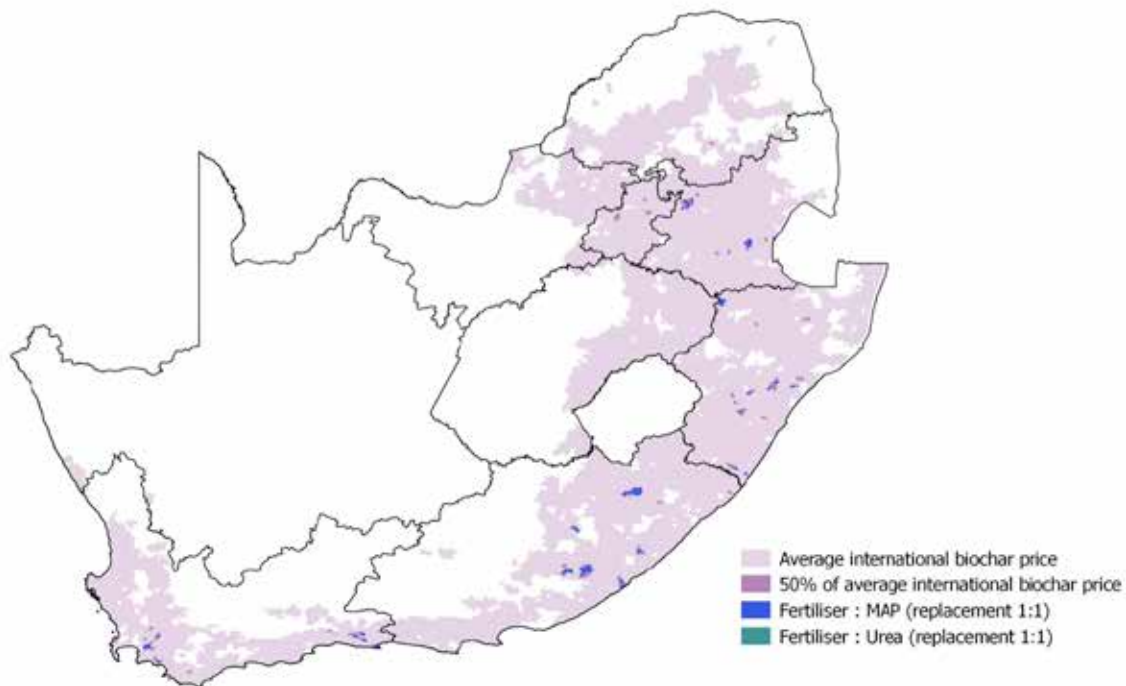 Average international biochar price
50% of average international biochar price
Fertiliser : MAP (replacement 1:1)
Fertiliser : Urea (replacement 1:1)